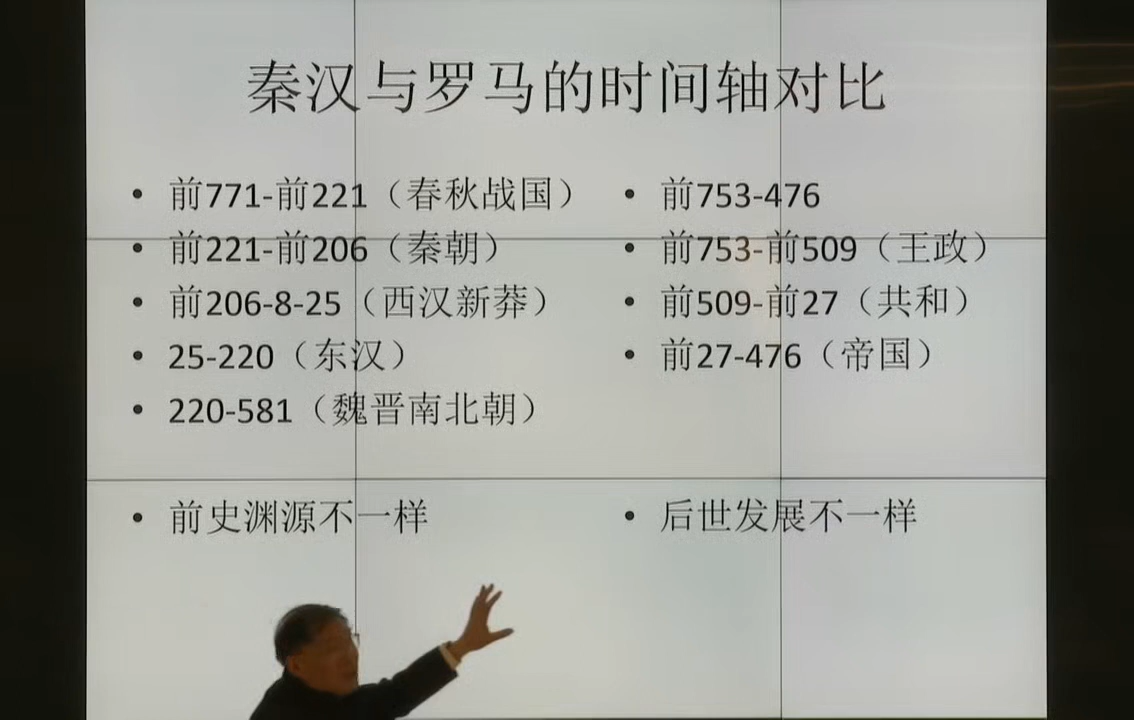 秦汉与罗马的时间轴对比
• 前771-前221（春秋战国）
• 前221-前206（秦朝）
• 前206-8-25（西汉新莽）
• 25-220（东汉）
• 220-581（魏晋南北朝）
• 前史渊源不一样
• 前753-476
• 前753-前509（王政）
• 前509-前27（共和）
• 前27-476（帝国）
• 后世发展不一样